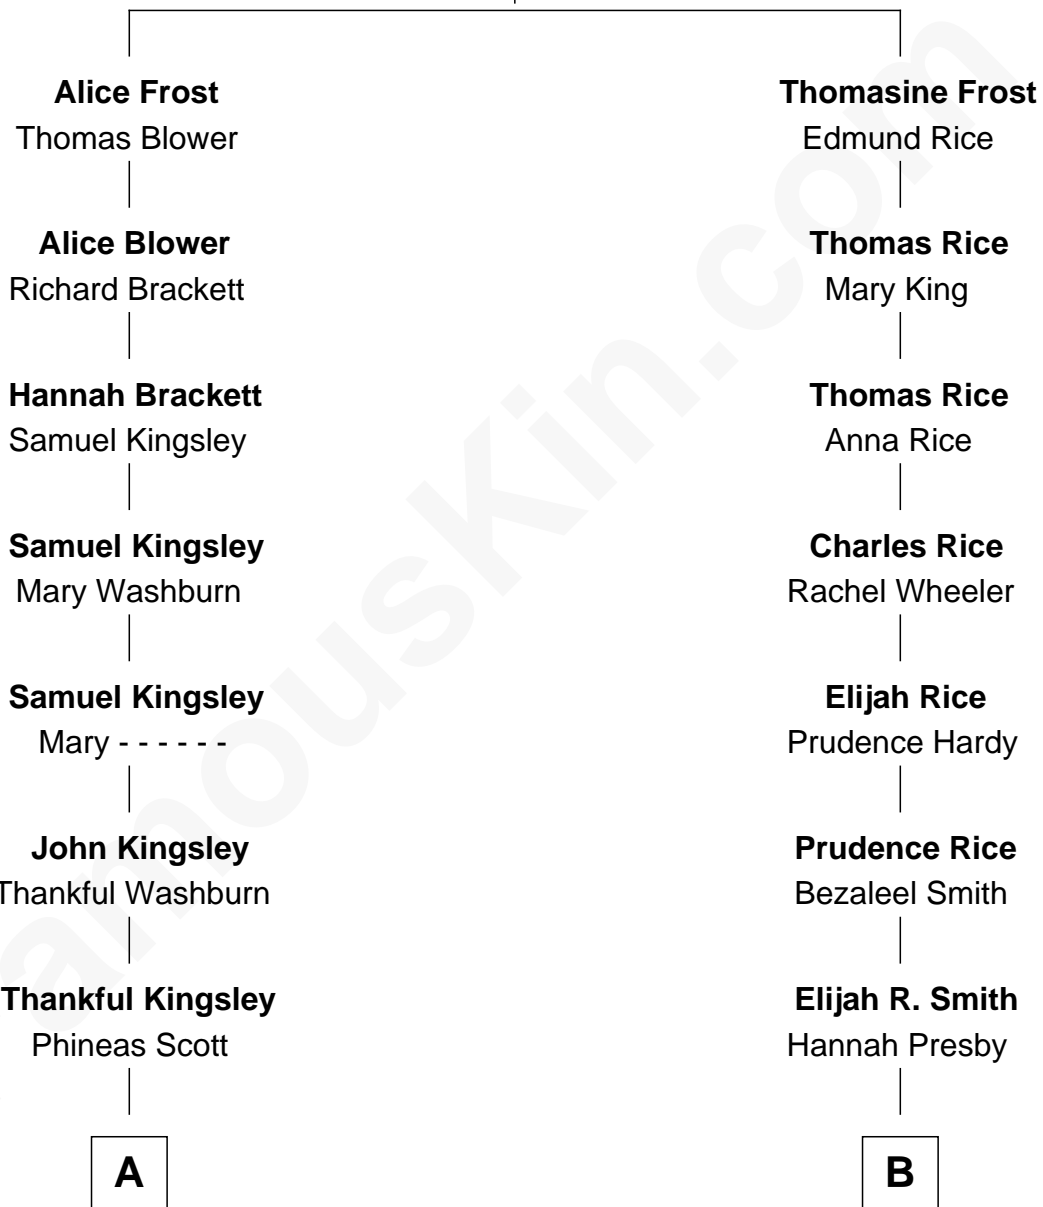 Alice Frost
Thomas Blower
Alice Blower
Richard Brackett
Hannah Brackett
Samuel Kingsley
Samuel Kingsley
Mary Washburn
Samuel Kingsley
Mary - - - - - -
John Kingsley
Thankful Washburn
Thankful Kingsley
Phineas Scott
A
Thomasine Frost
Edmund Rice
Thomas Rice
Mary King
Thomas Rice
Anna Rice
Charles Rice
Rachel Wheeler
Elijah Rice
Prudence Hardy
Prudence Rice
Bezaleel Smith
Elijah R. Smith
Hannah Presby
B
amousKin.com